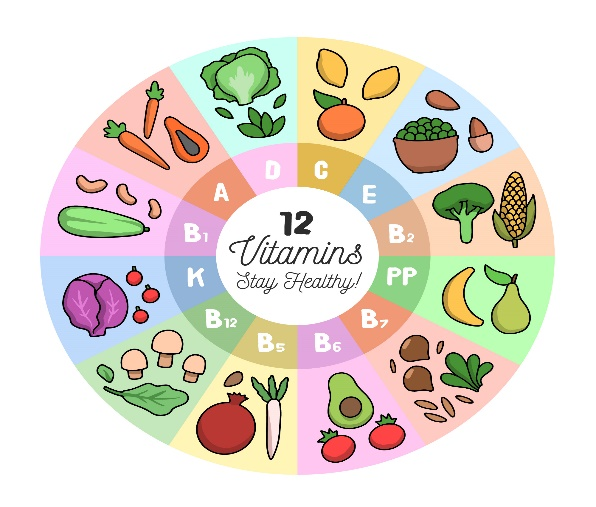 12
Vitamins
Stay Healthy!
D
C
A
E
B₁
B₂
K
PP
B₁₂
B₇
B₅
B₆